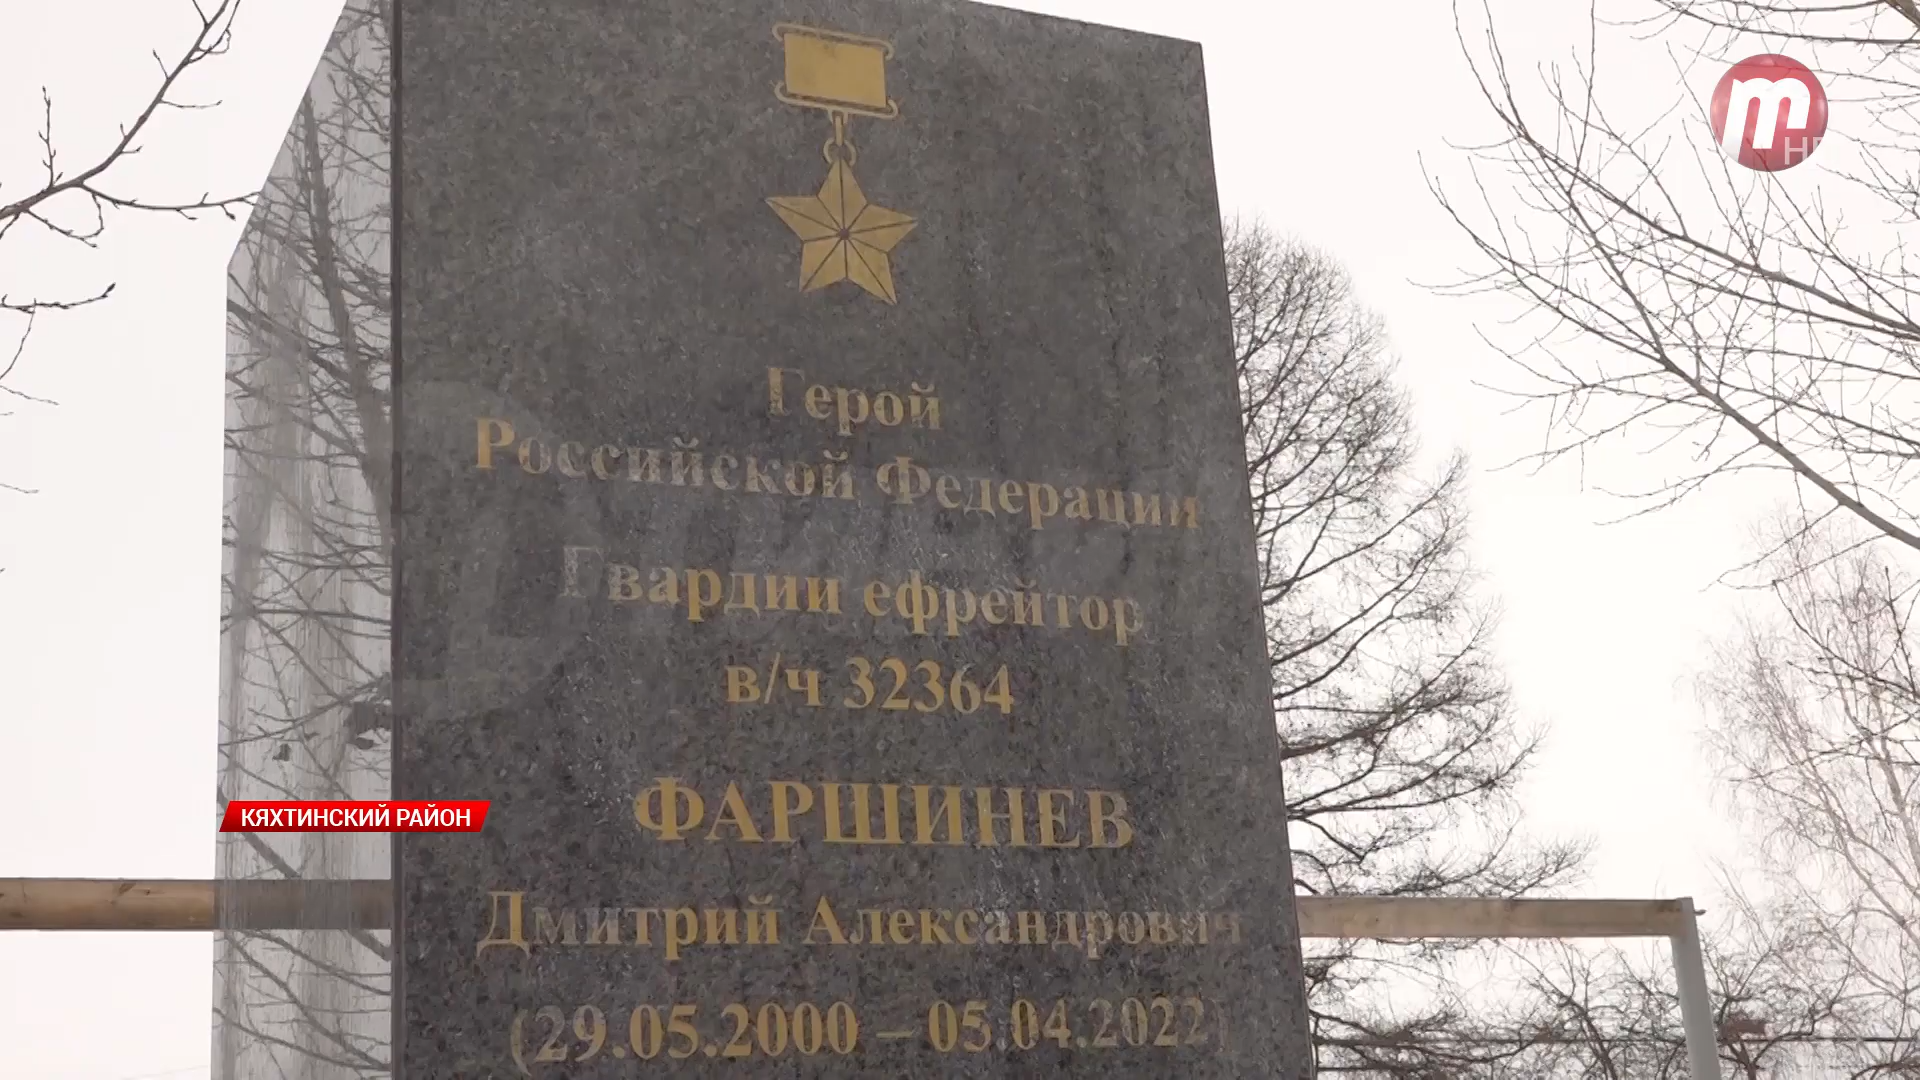 Герой
Российской Федерации
Гвардии ефрейтор
в/ч 32364
ФАРШИНЕВ
Дмитрий Александрович
(29.05.2000 – 05.04.2022)
КЯХТИНСКИЙ РАЙОН